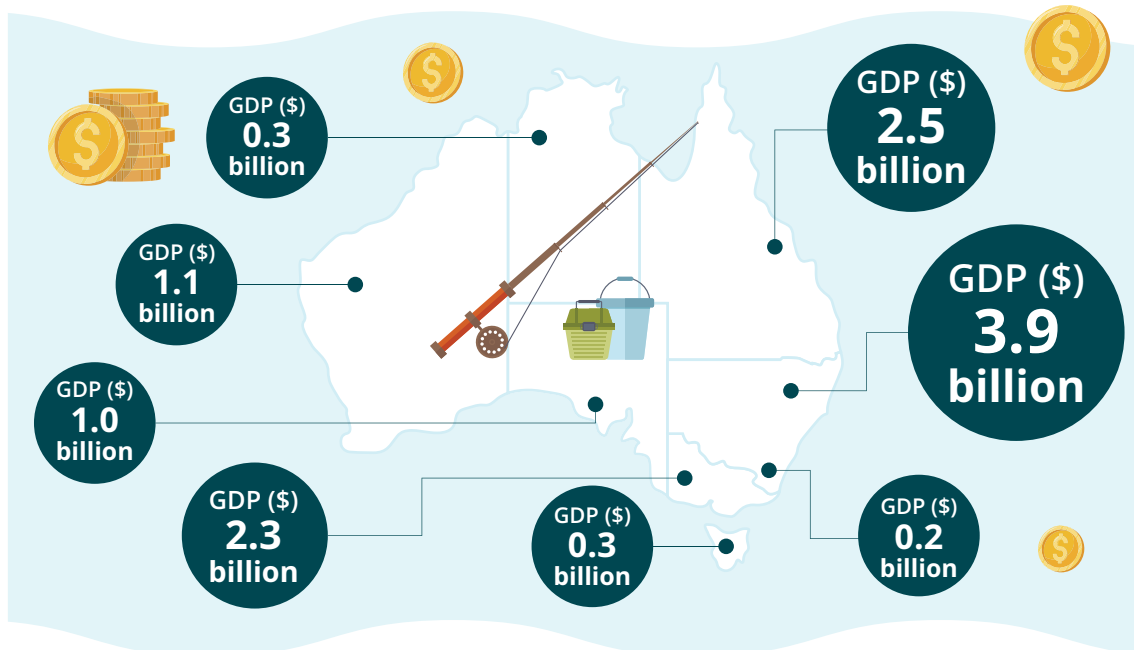 GDP ($)
0.3
billion
GDP ($)
2.5
billion
GDP ($)
1.1
billion
GDP ($)
3.9
billion
GDP ($)
1.0
billion
GDP ($)
2.3
billion
GDP ($)
0.3
billion
GDP ($)
0.2
billion
$
$
$
$